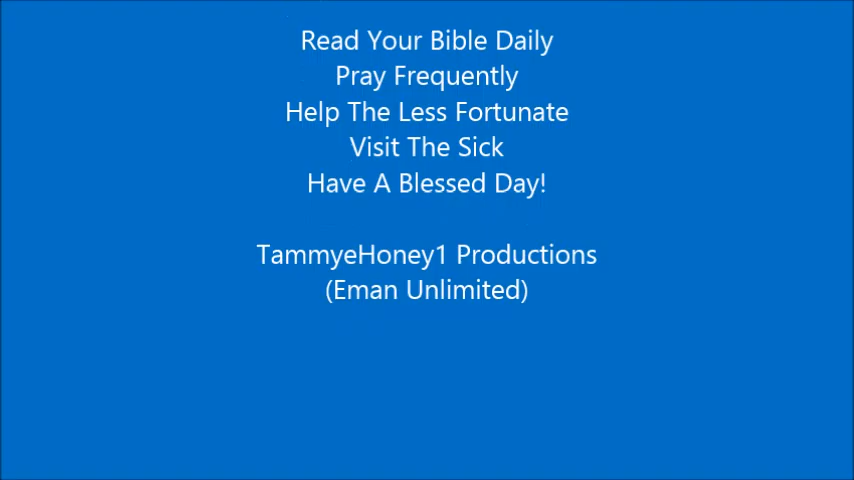 Read Your Bible Daily
Pray Frequently
Help The Less Fortunate
Visit The Sick
Have A Blessed Day!
TammyeHoney1 Productions
(Eman Unlimited)